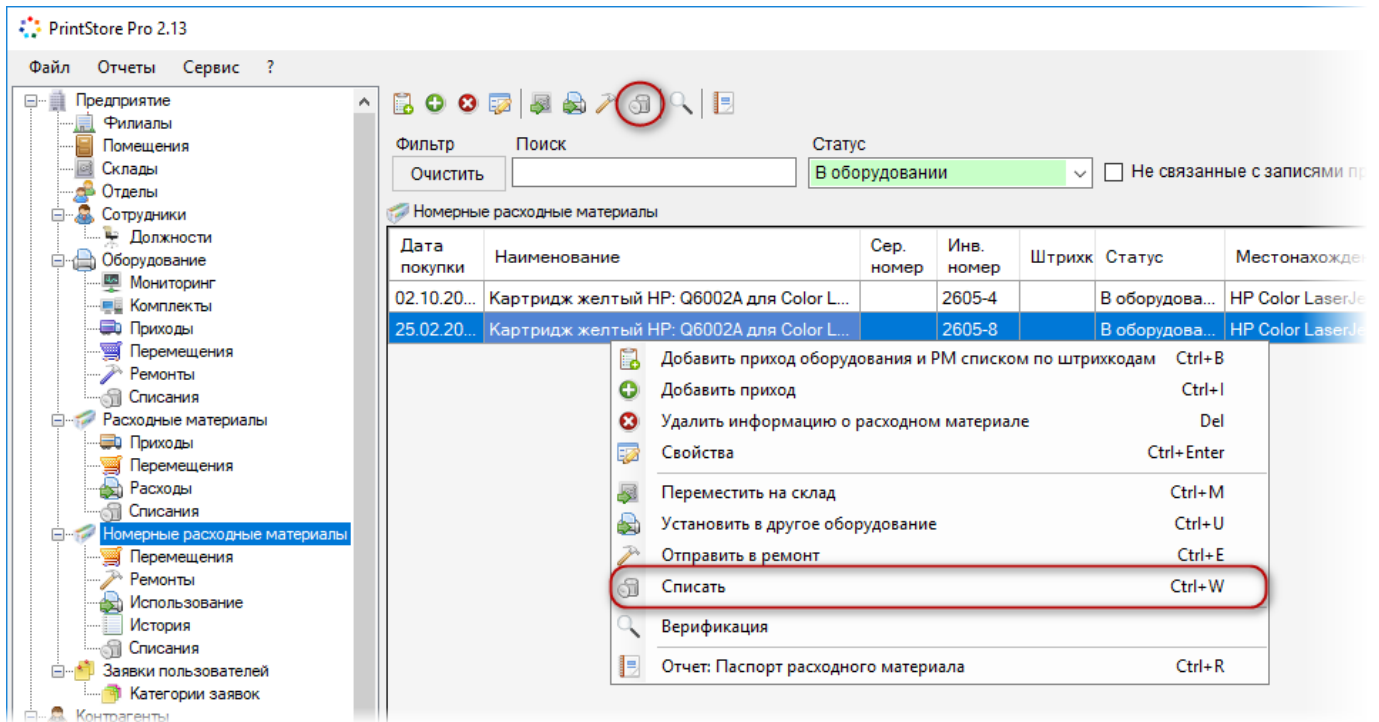 PrintStore Pro 2.13
Файл Отчеты Сервис ?
Предприятие
Филиалы
Помещения
Склады
Отделы
Сотрудники
Должности
Оборудование
Мониторинг
Комплекты
Приходы
Перемещения
Ремонты
Списания
Расходные материалы
Приходы
Перемещения
Расходы
Списания
Номерные расходные материалы
Перемещения
Ремонты
Использование
История
Списания
Заявки пользователей
Категории заявок
Контрагенты
Фильтр Поиск Статус
Очистить В оборудовании Не связанные с записями пр
Номерные расходные материалы
Дата покупки Наименование Сер. номер Инв. номер Штрихк Статус Местонахожде
02.10.20... Картридж желтый HP: Q6002A для Color L... 2605-4 В оборудова... HP Color LaserJe
25.02.20... Картридж желтый HP: Q6002A для Color L... 2605-8 В оборудова... HP Color LaserJe
Добавить приход оборудования и РМ списком по штрихкодам Ctrl+B
Добавить приход Ctrl+I
Удалить информацию о расходном материале Del
Свойства Ctrl+Enter
Переместить на склад Ctrl+M
Установить в другое оборудование Ctrl+U
Отправить в ремонт Ctrl+E
Списать Ctrl+W
Верификация
Отчет: Паспорт расходного материала Ctrl+R